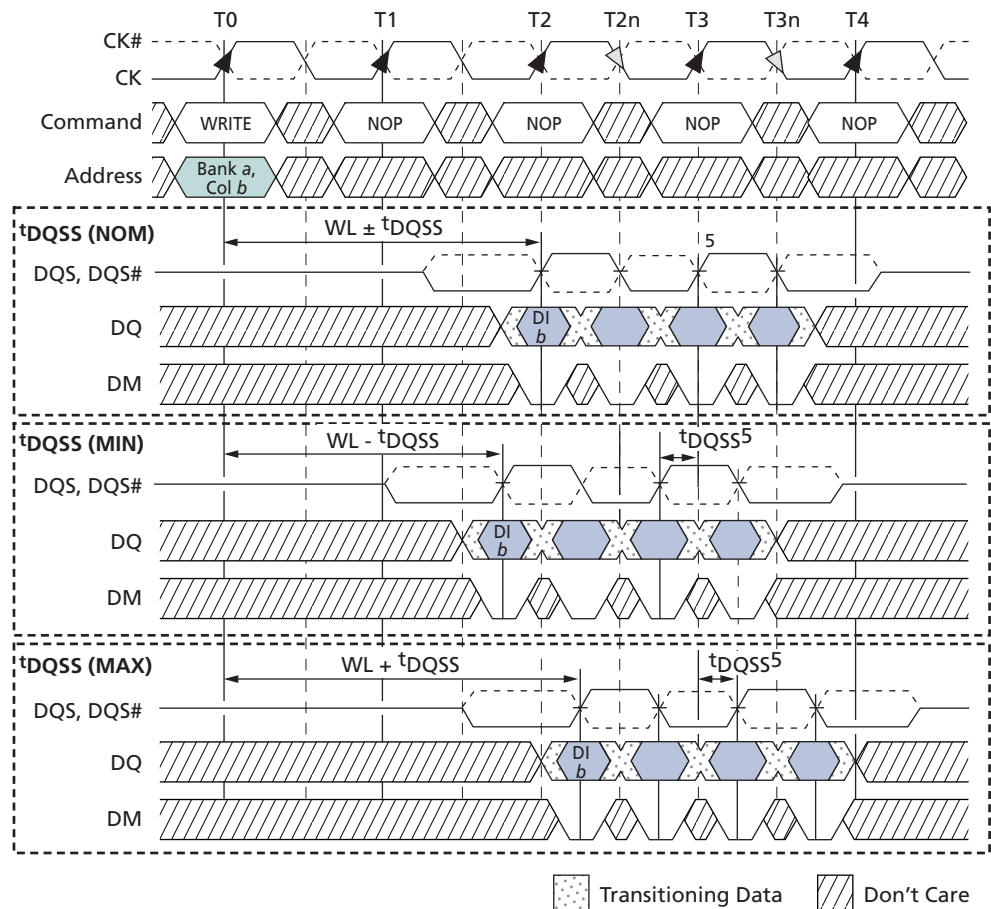 T0 T1 T2 T2n T3 T3n T4
CK#
CK
Command WRITE NOP NOP NOP NOP
Address Bank a,
Col b
tDQSS (NOM) WL ± tDQSS
5
DQS, DQS#
DQ DI
b
DM
tDQSS (MIN) WL - tDQSS tDQSS5
DQS, DQS#
DQ DI
b
DM
tDQSS (MAX) WL + tDQSS tDQSS5
DQS, DQS#
DQ DI
b
DM
Transitioning Data Don't Care